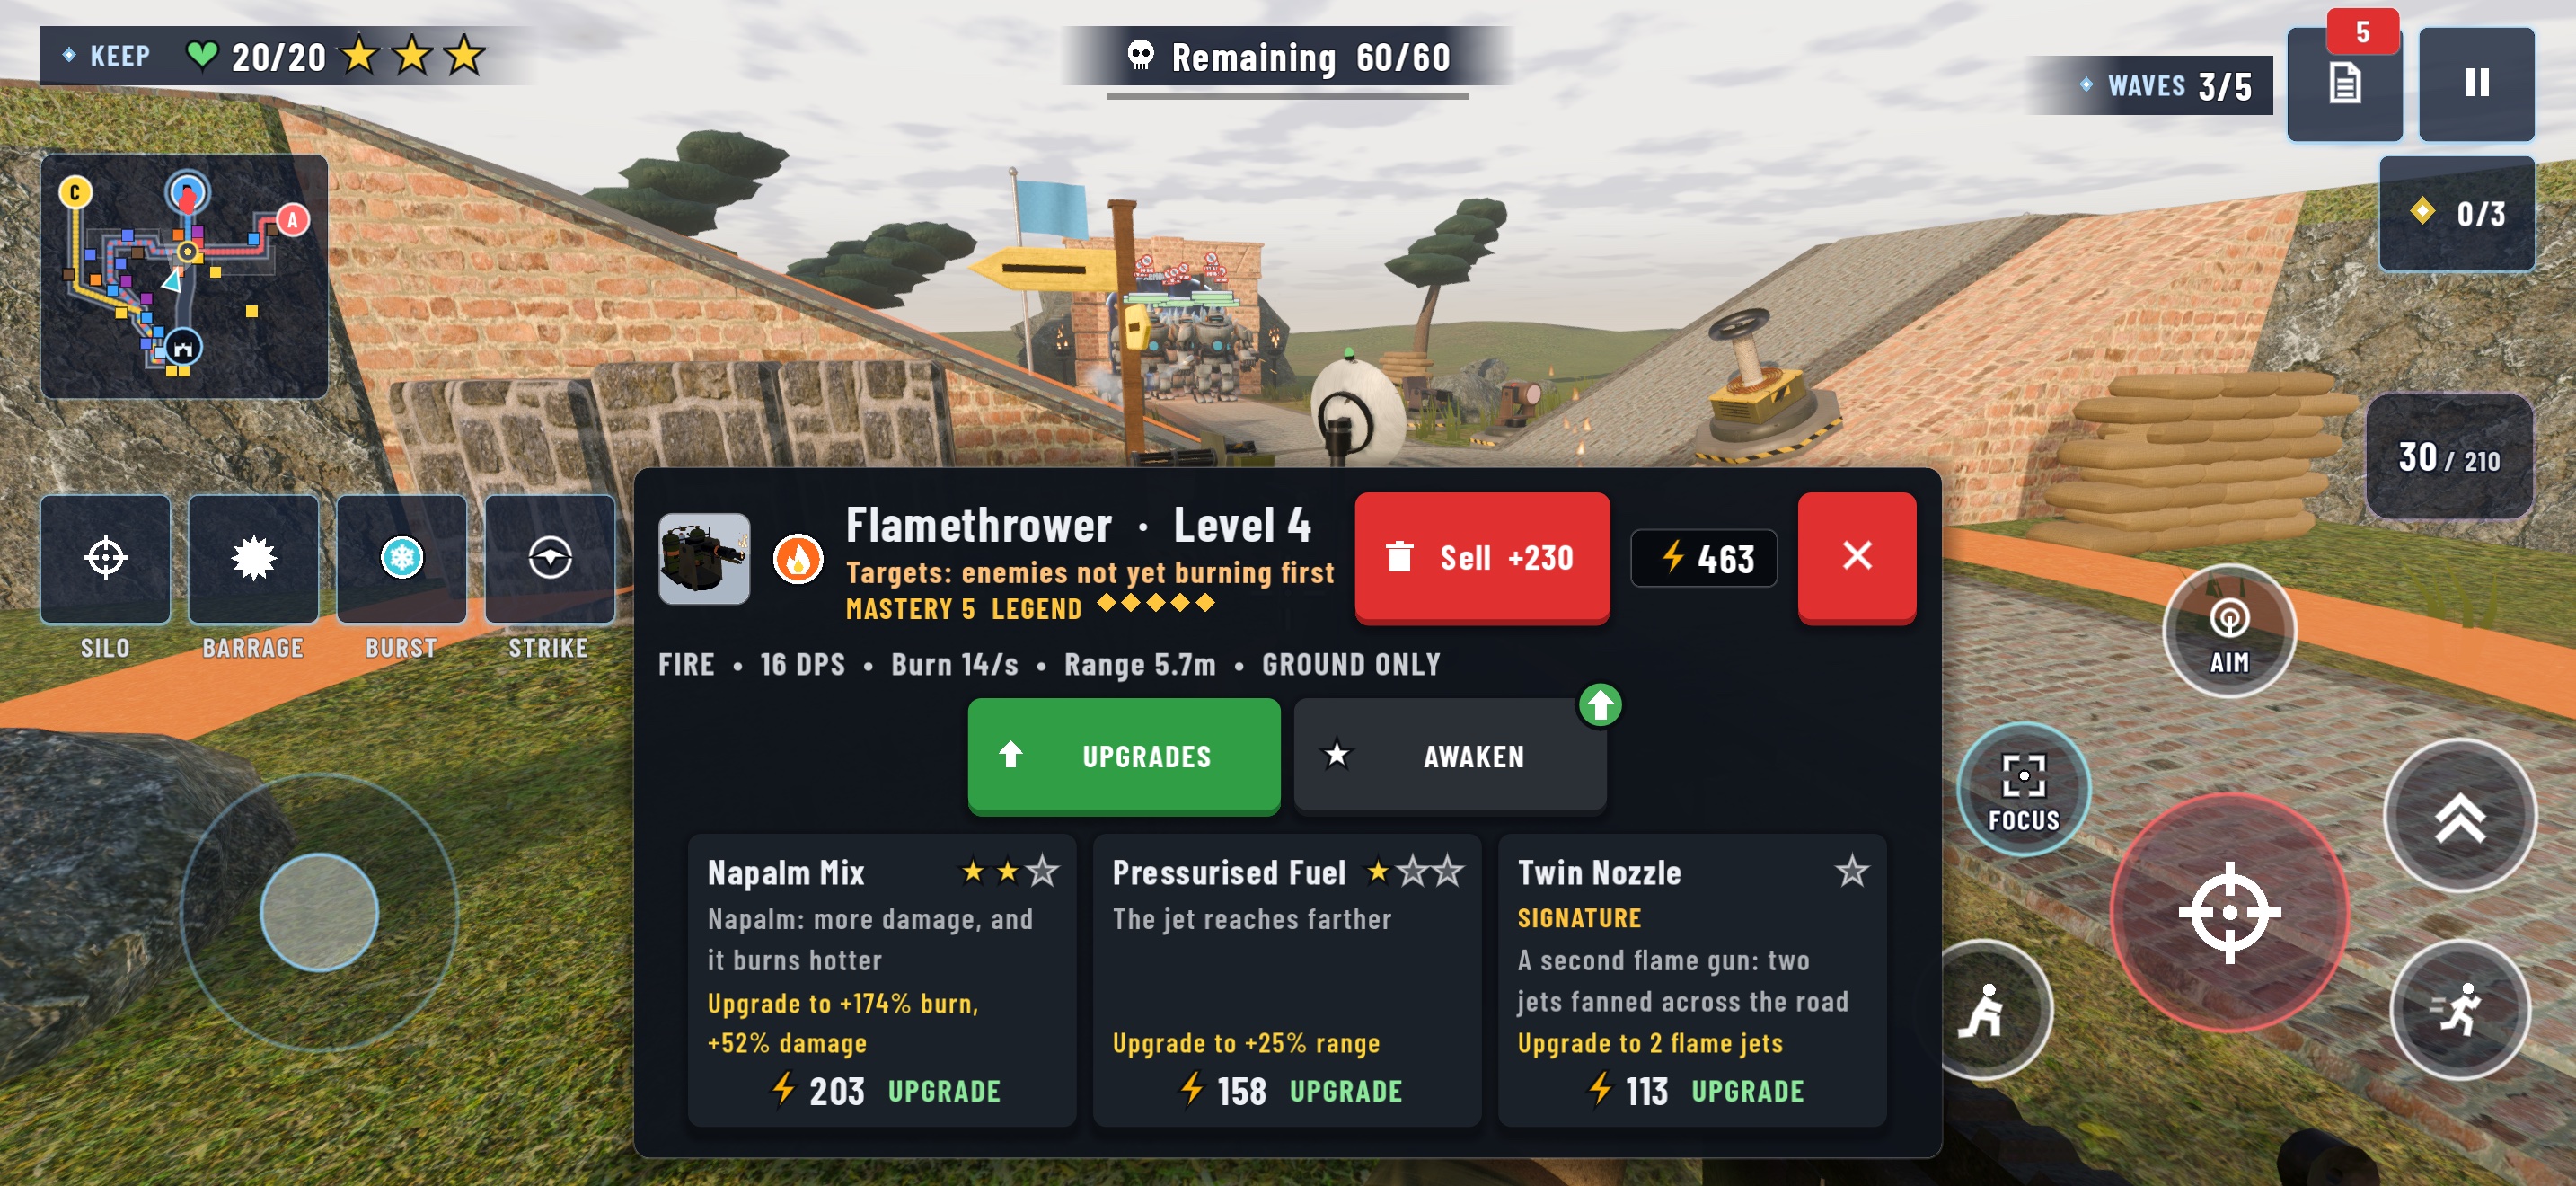 KEEP 20/20
Remaining 60/60
WAVES 3/5
5
0/3
C
A
30 / 210
SILO
BARRAGE
BURST
STRIKE
Flamethrower · Level 4
Targets: enemies not yet burning first
MASTERY 5 LEGEND
Sell +230
463
FIRE • 16 DPS • Burn 14/s • Range 5.7m • GROUND ONLY
UPGRADES
AWAKEN
Napalm Mix
Napalm: more damage, and
it burns hotter
Upgrade to +174% burn,
+52% damage
203 UPGRADE
Pressurised Fuel
The jet reaches farther
Upgrade to +25% range
158 UPGRADE
Twin Nozzle
SIGNATURE
A second flame gun: two
jets fanned across the road
Upgrade to 2 flame jets
113 UPGRADE
AIM
FOCUS